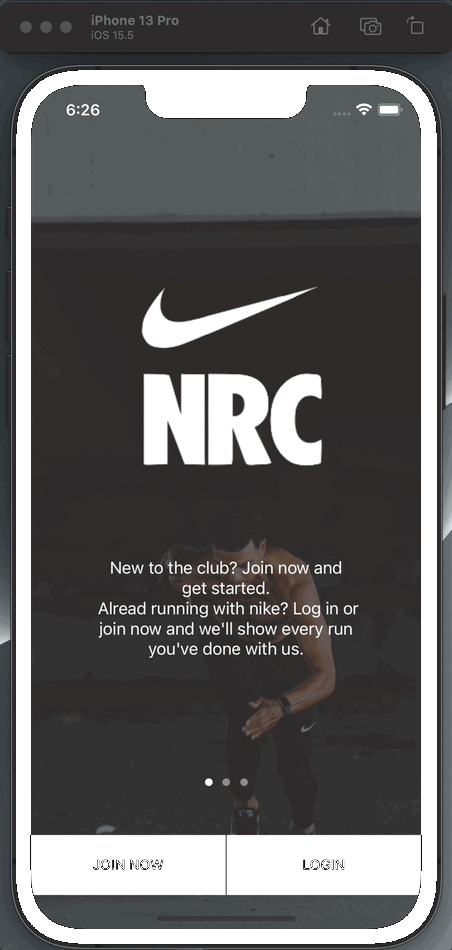 iPhone 13 Pro
iOS 15.5
6:26
NRC
New to the club? Join now and
get started.
Alread running with nike? Log in or
join now and we'll show every run
you've done with us.
JOIN NOW
LOGIN